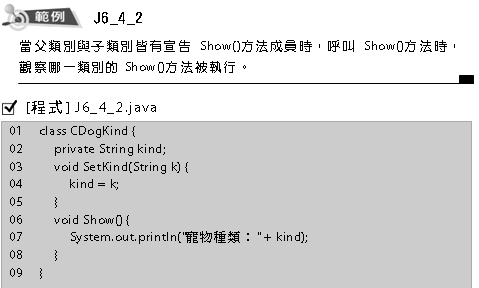 範例 J6_4_2
當父類別與子類別皆有宣告 Show()方法成員時，呼叫 Show()方法時，
觀察哪一類別的 Show()方法被執行。
[程式] J6_4_2.java
01 class CDogKind {
02 private String kind;
03 void SetKind(String k) {
04 kind = k;
05 }
06 void Show() {
07 System.out.println("寵物種類："+ kind);
08 }
09 }